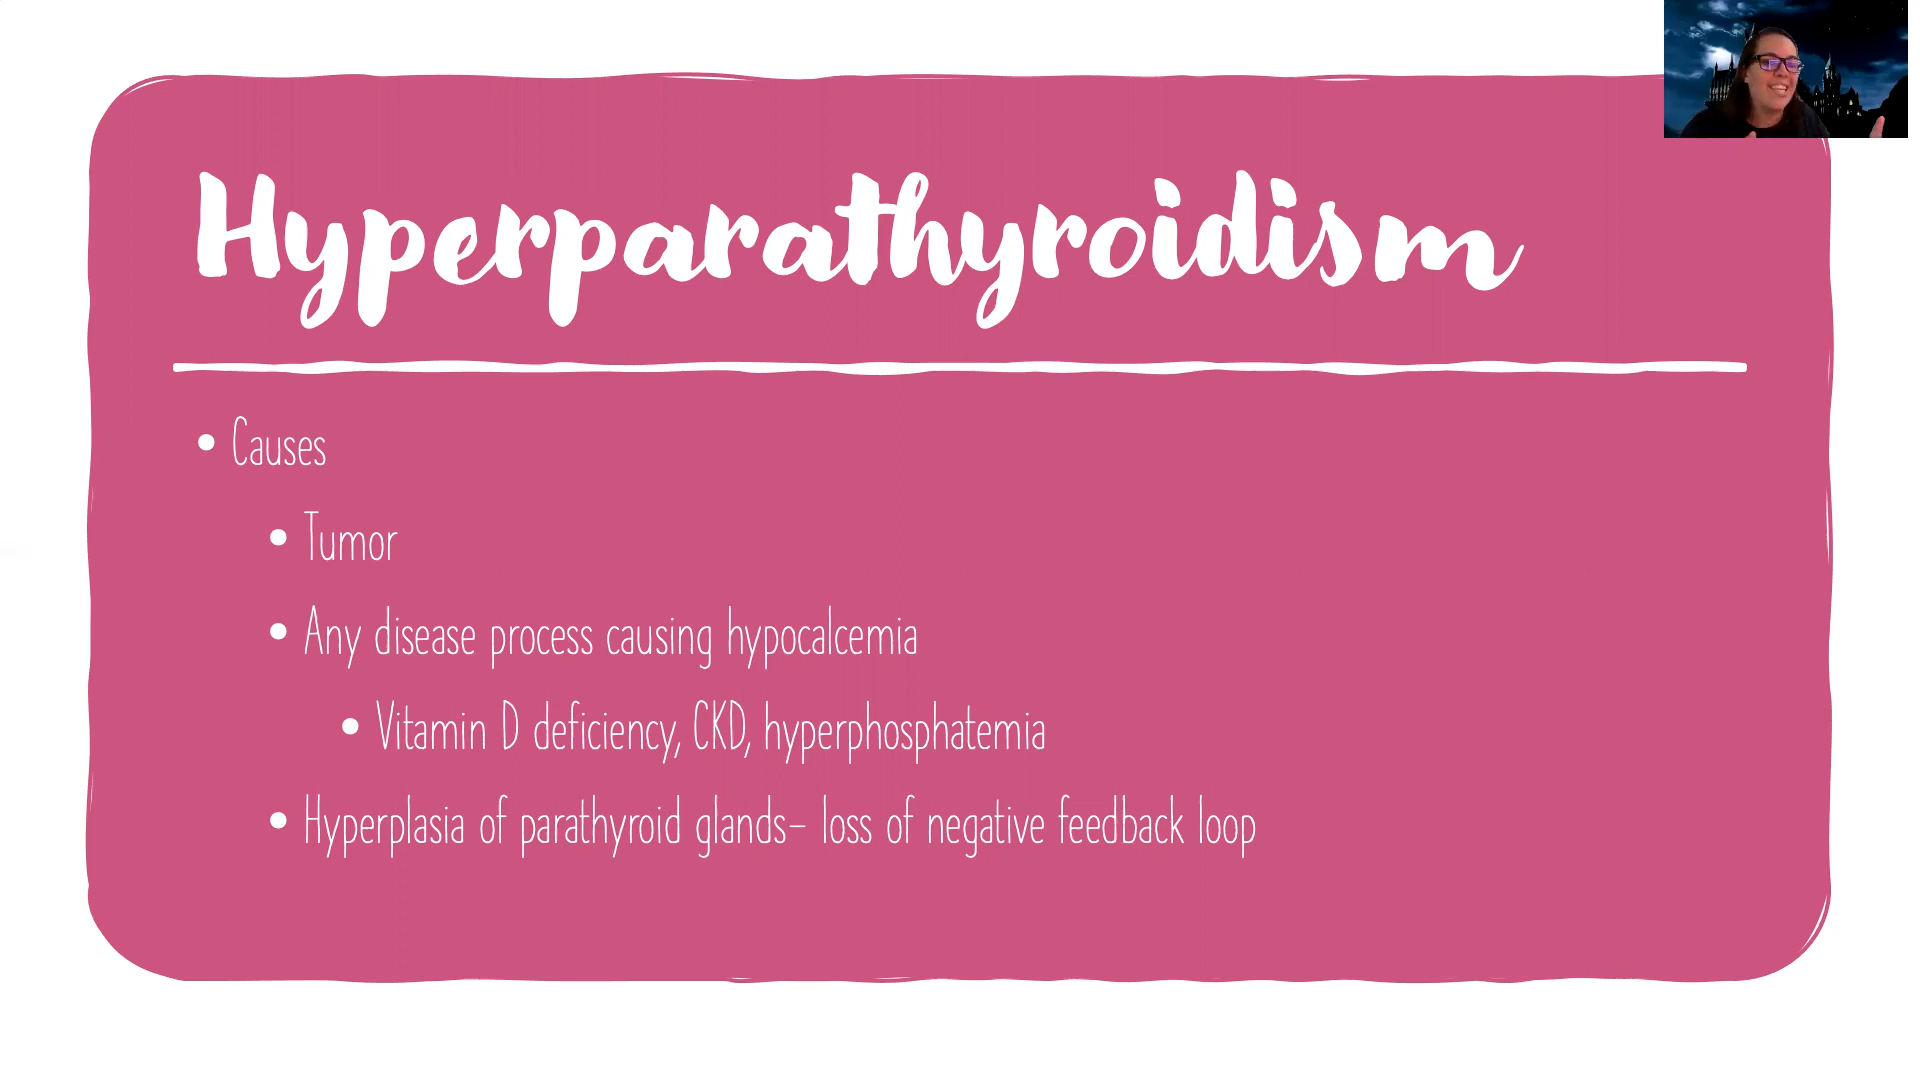 Hyperparathyroidism
• Causes
• Tumor
• Any disease process causing hypocalcemia
• Vitamin D deficiency, CKD, hyperphosphatemia
• Hyperplasia of parathyroid glands– loss of negative feedback loop